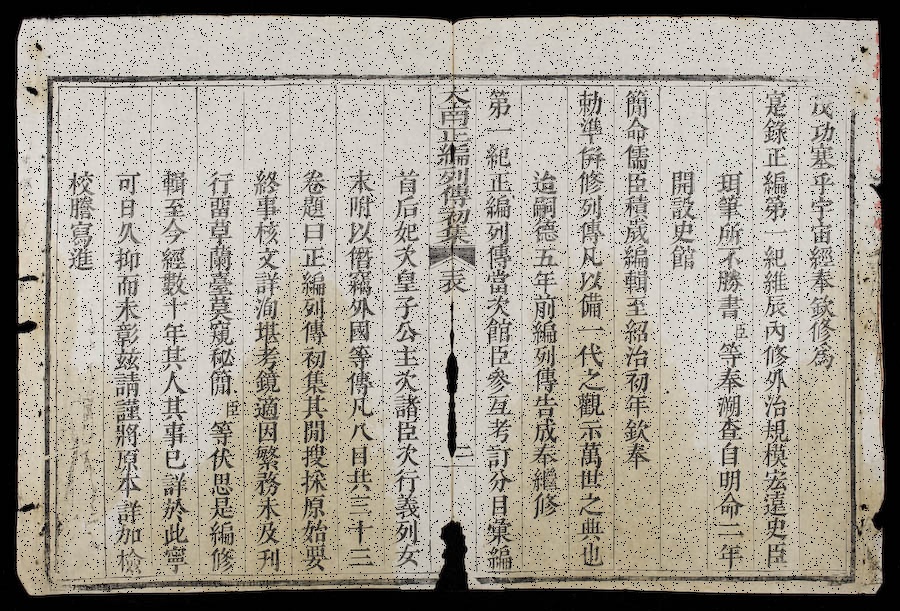 成功塞乎宇宙經奉欽修爲
寔錄正編第一紀維辰內修外治規模宏遠史臣
珥筆所不勝書臣等奉溯查自明命二年
開設史館
簡命儒臣積成編輯至紹治初年欽奉
勅準併修列傳凡以備一代之觀示萬世之典也
迨嗣德五年前編列傳告成奉繼修
第一紀正編列傳當次館臣參互考訂分目彙編
大南正編列傳初集 表 二
首后妃次皇子公主次諸臣次行義列女
末附以僭竊外國等傳凡八目共三十三
卷題曰正編列傳初集其間搜採原始要
終事核文詳洵堪考鏡適因繁務未及刊
行留草蘭臺莫窺秘簡臣等伏思是編修
輯至今經數十年其人其事已詳於此寧
可日久抑而未彰茲請謹將原本詳加檢
校謄寫進